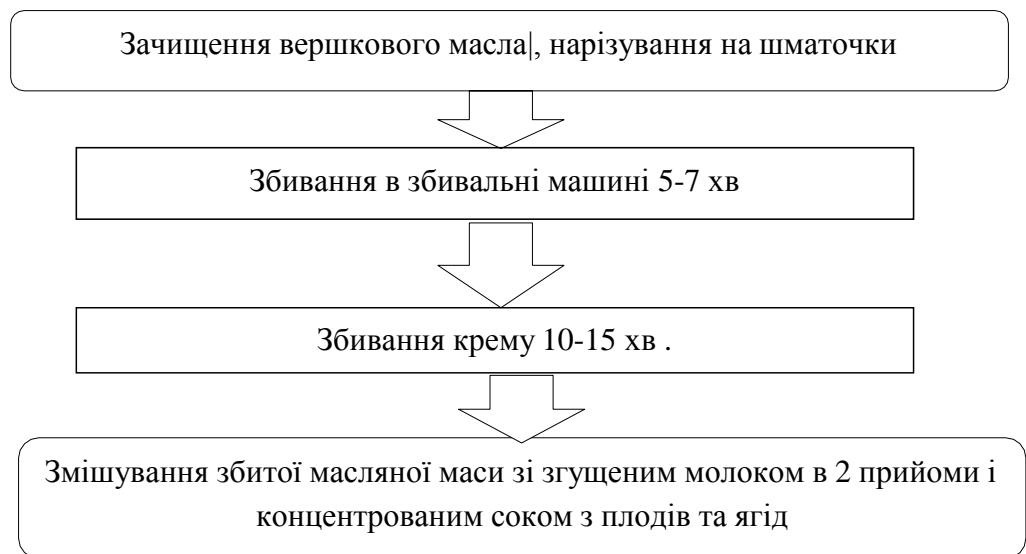 Зачищення вершкового масла|, нарізування на шматочки
Збивання в збивальні машині 5-7 хв
Збивання крему 10-15 хв .
Змішування збитої масляної маси зі згущеним молоком в 2 прийоми і
концентрованим соком з плодів та ягід